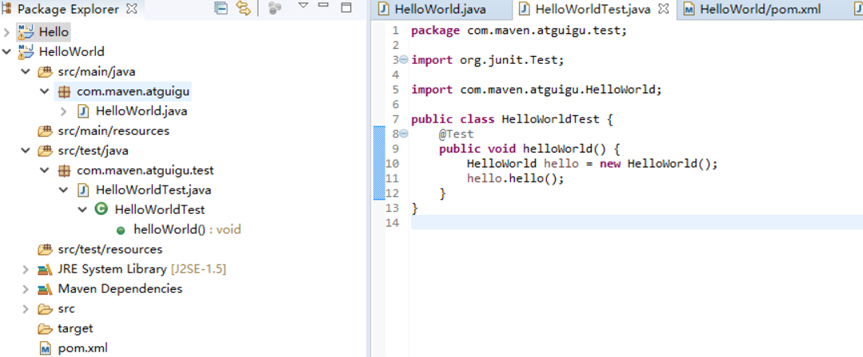 Package Explorer
Hello
HelloWorld
src/main/java
com.maven.atguigu
HelloWorld.java
src/main/resources
src/test/java
com.maven.atguigu.test
HelloWorldTest.java
HelloWorldTest
helloWorld() : void
src/test/resources
JRE System Library [J2SE-1.5]
Maven Dependencies
src
target
pom.xml
HelloWorld.java HelloWorldTest.java HelloWorld/pom.xml
1 package com.maven.atguigu.test;
2
3 import org.junit.Test;
4
5 import com.maven.atguigu.HelloWorld;
6
7 public class HelloWorldTest {
8 @Test
9 public void helloWorld() {
10 HelloWorld hello = new HelloWorld();
11 hello.hello();
12 }
13 }
14